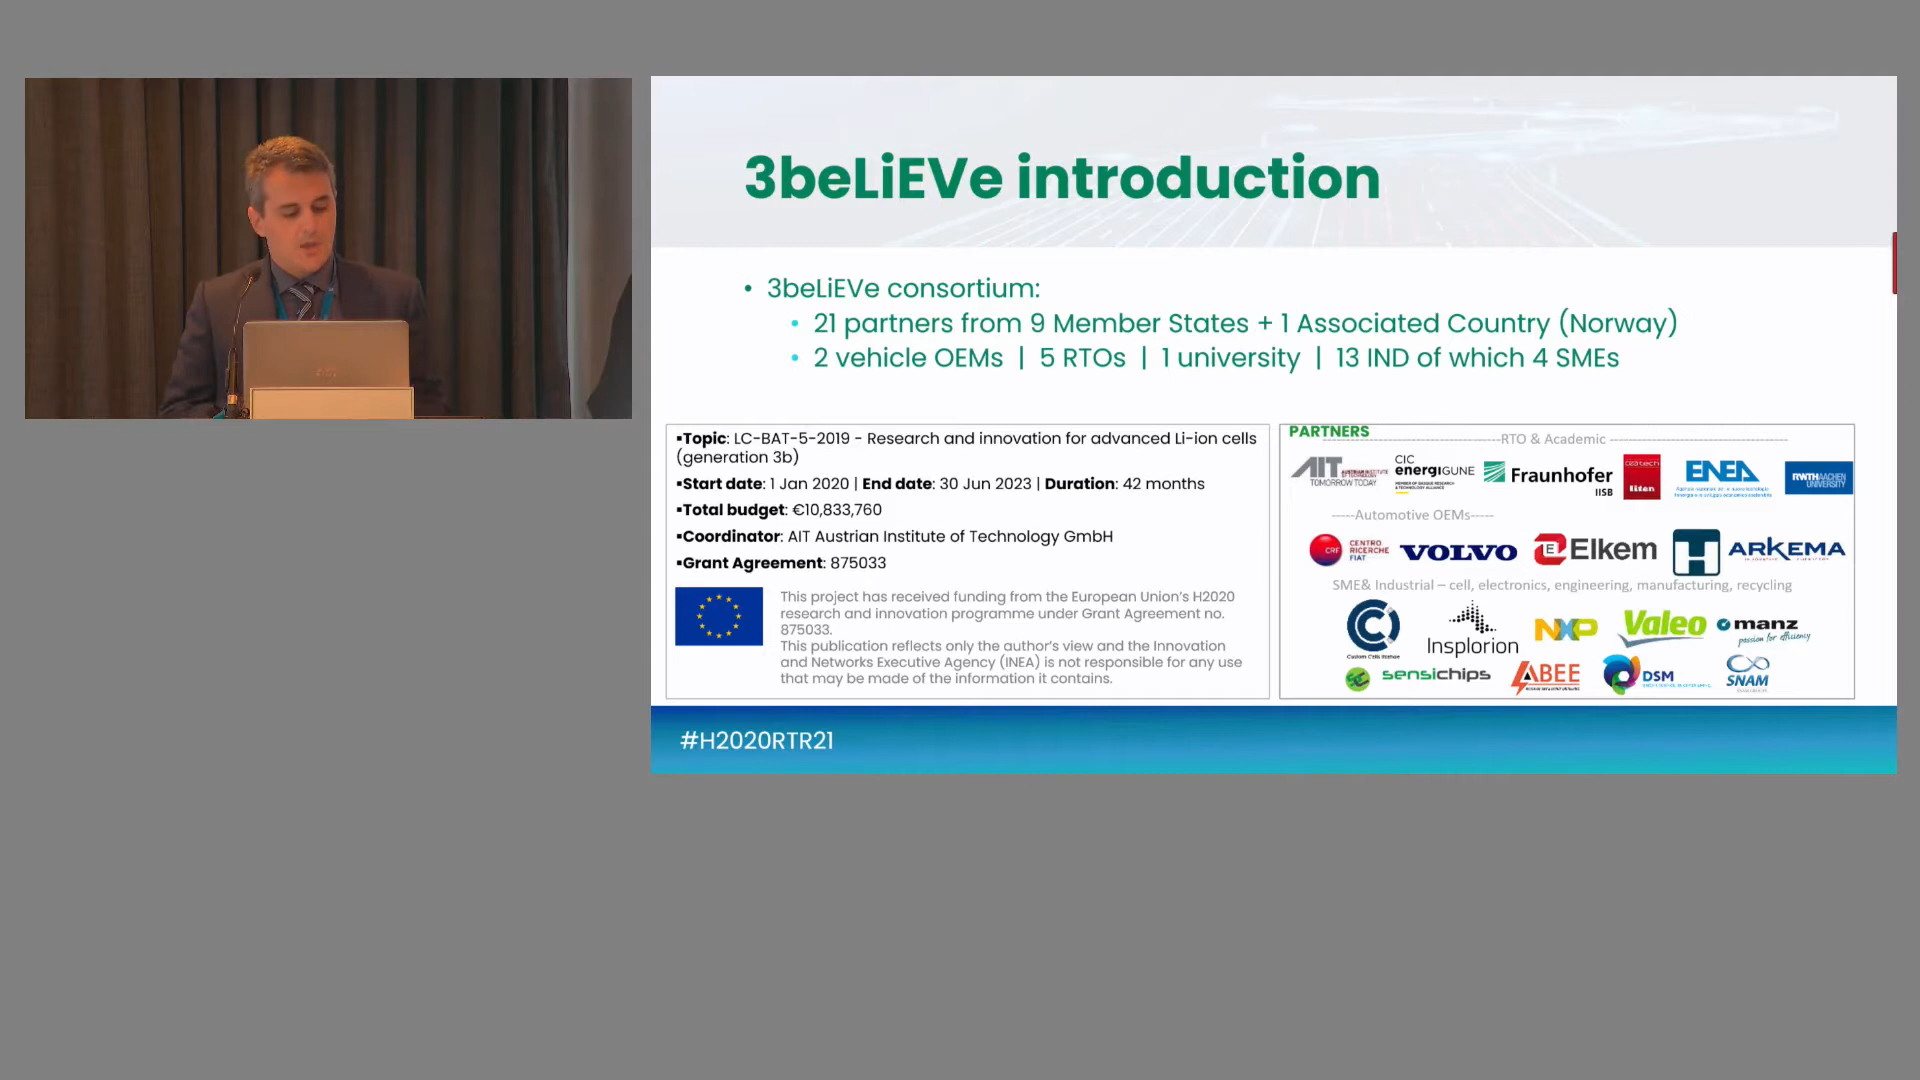 3beLiEVe introduction
• 3beLiEVe consortium:
• 21 partners from 9 Member States + 1 Associated Country (Norway)
• 2 vehicle OEMs | 5 RTOs | 1 university | 13 IND of which 4 SMEs
▪Topic: LC-BAT-5-2019 - Research and innovation for advanced Li-ion cells
(generation 3b)
▪Start date: 1 Jan 2020 | End date: 30 Jun 2023 | Duration: 42 months
▪Total budget: €10,833,760
▪Coordinator: AIT Austrian Institute of Technology GmbH
▪Grant Agreement: 875033
This project has received funding from the European Union's H2020
research and innovation programme under Grant Agreement no.
875033.
This publication reflects only the author's view and the Innovation
and Networks Executive Agency (INEA) is not responsible for any use
that may be made of the information it contains.
PARTNERS
RTO & Academic
AIT AUSTRIAN INSTITUTE OF TECHNOLOGY
TOMORROW TODAY
CIC
energiGUNE
MEMBER OF BASQUE RESEARCH
& TECHNOLOGY ALLIANCE
Fraunhofer
IISB
liten
ENEA
RWTH AACHEN
UNIVERSITY
-----Automotive OEMs-----
CRF CENTRO
RICERCHE
FIAT
VOLVO
Elkem
ARKEMA
SME& Industrial – cell, electronics, engineering, manufacturing, recycling
Custom Cells Itzehoe
Insplorion
NXP
Valeo
manz
passion for efficiency
sensichips
ABEE
DSM
SNAM
#H2020RTR21